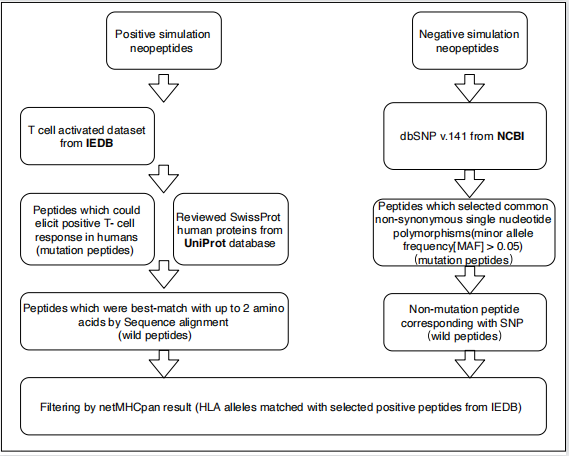 Positive simulation
neopeptides
Negative simulation
neopeptides
T cell activated dataset
from IEDB
dbSNP v.141 from NCBI
Peptides which could
elicit positive T- cell
response in humans
(mutation peptides)
Reviewed SwissProt
human proteins from
UniProt database
Peptides which selected common
non-synonymous single nucleotide
polymorphisms(minor allele
frequency[MAF] > 0.05)
(mutation peptides)
Peptides which were best-match with up to 2 amino
acids by Sequence alignment
(wild peptides)
Non-mutation peptide
corresponding with SNP
(wild peptides)
Filtering by netMHCpan result (HLA alleles matched with selected positive peptides from IEDB)